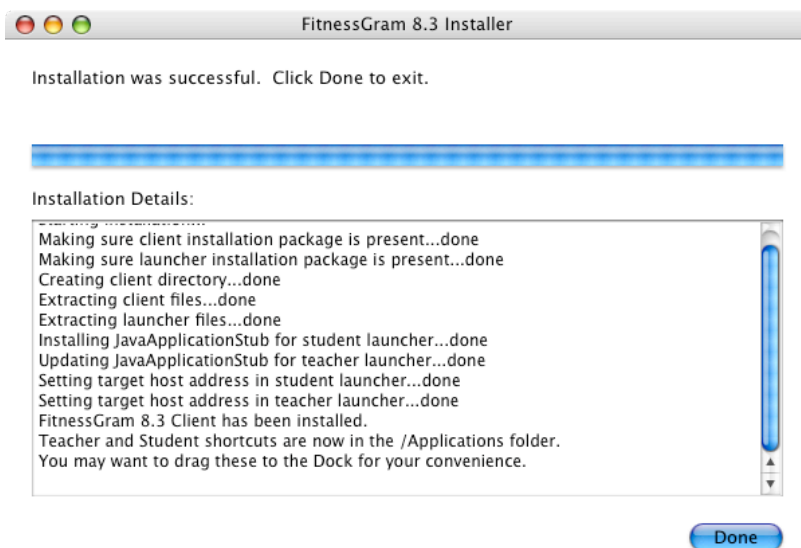 FitnessGram 8.3 Installer
Installation was successful. Click Done to exit.
Installation Details:
Starting installation...
Making sure client installation package is present...done
Making sure launcher installation package is present...done
Creating client directory...done
Extracting client files...done
Extracting launcher files...done
Installing JavaApplicationStub for student launcher...done
Updating JavaApplicationStub for teacher launcher...done
Setting target host address in student launcher...done
Setting target host address in teacher launcher...done
FitnessGram 8.3 Client has been installed.
Teacher and Student shortcuts are now in the /Applications folder.
You may want to drag these to the Dock for your convenience.
Done